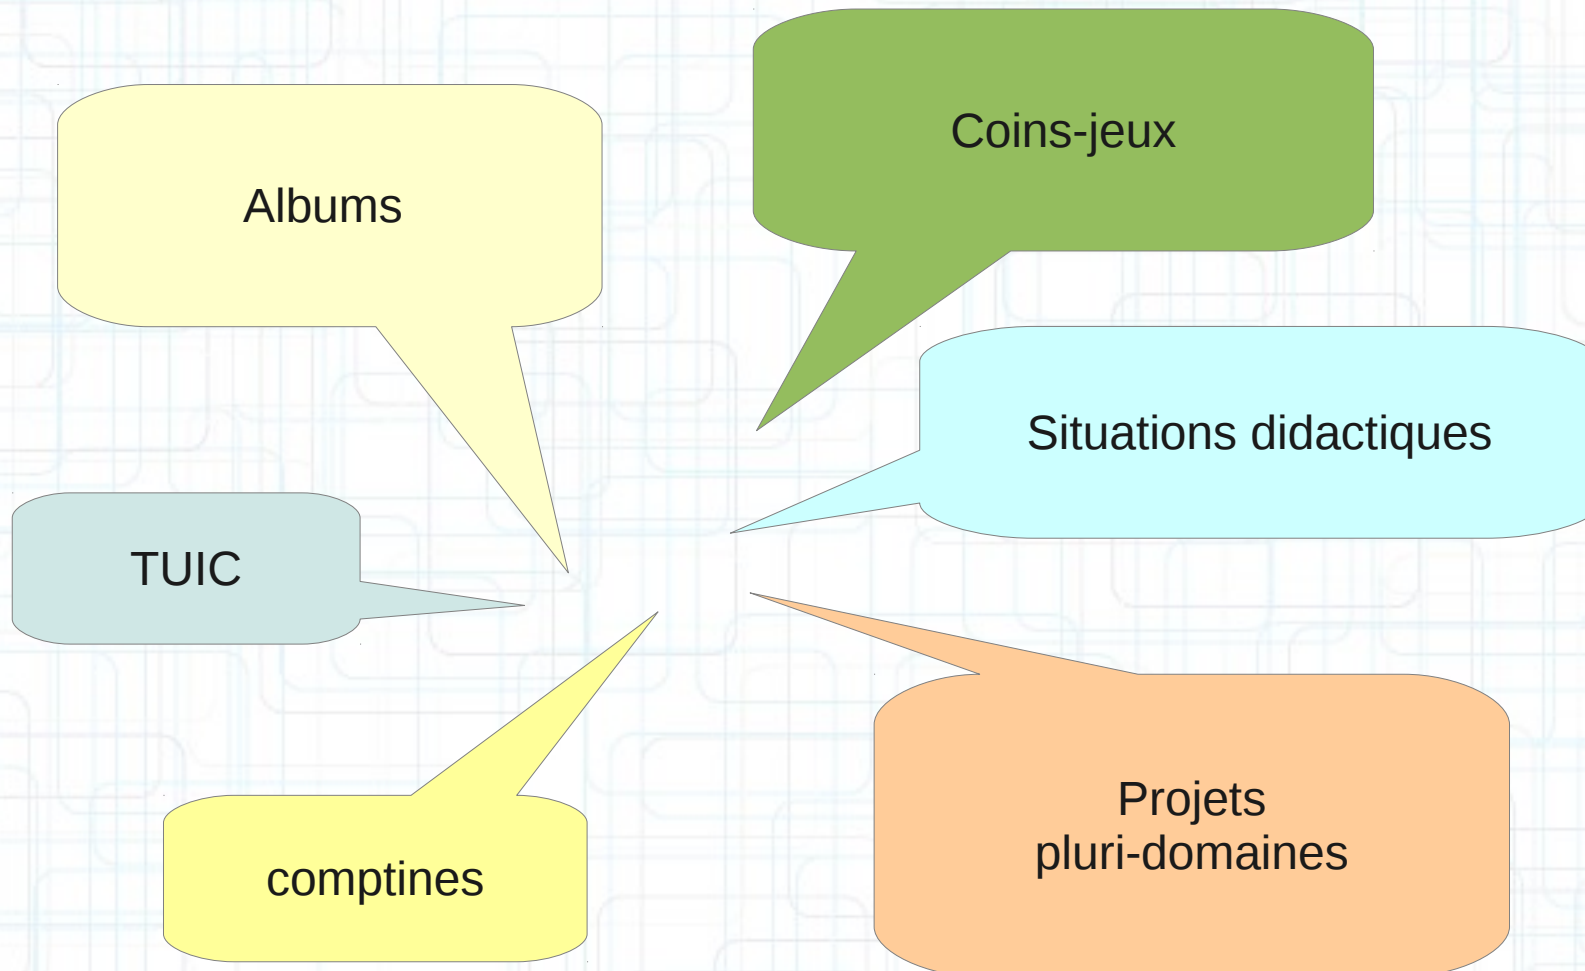 Coins-jeux
Albums
Situations didactiques
TUIC
Projets
pluri-domaines
comptines